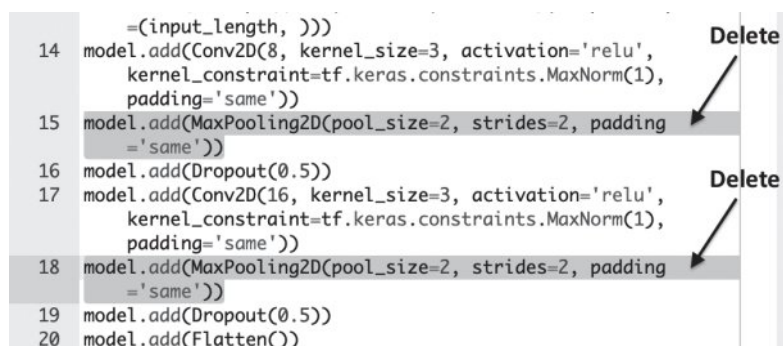 =(input_length, )))
Delete
14 model.add(Conv2D(8, kernel_size=3, activation='relu',
kernel_constraint=tf.keras.constraints.MaxNorm(1),
padding='same'))
15 model.add(MaxPooling2D(pool_size=2, strides=2, padding
='same'))
16 model.add(Dropout(0.5))
Delete
17 model.add(Conv2D(16, kernel_size=3, activation='relu',
kernel_constraint=tf.keras.constraints.MaxNorm(1),
padding='same'))
18 model.add(MaxPooling2D(pool_size=2, strides=2, padding
='same'))
19 model.add(Dropout(0.5))
20 model.add(Flatten())